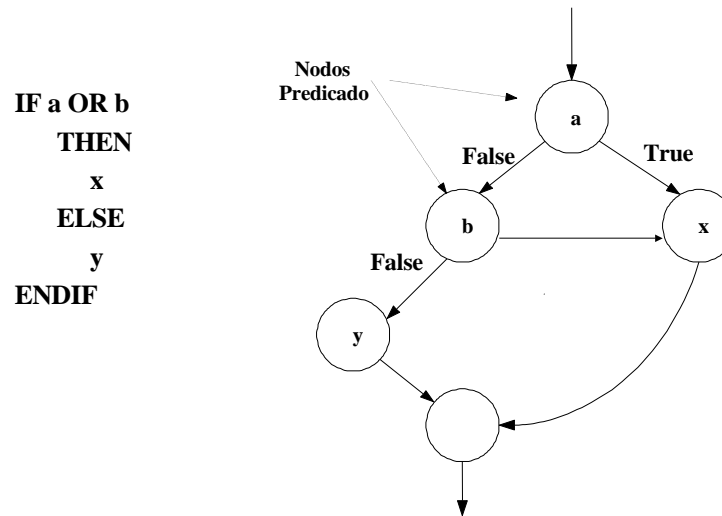 IF a OR b
THEN
x
ELSE
y
ENDIF
Nodos
Predicado
a
False
True
b
x
False
y